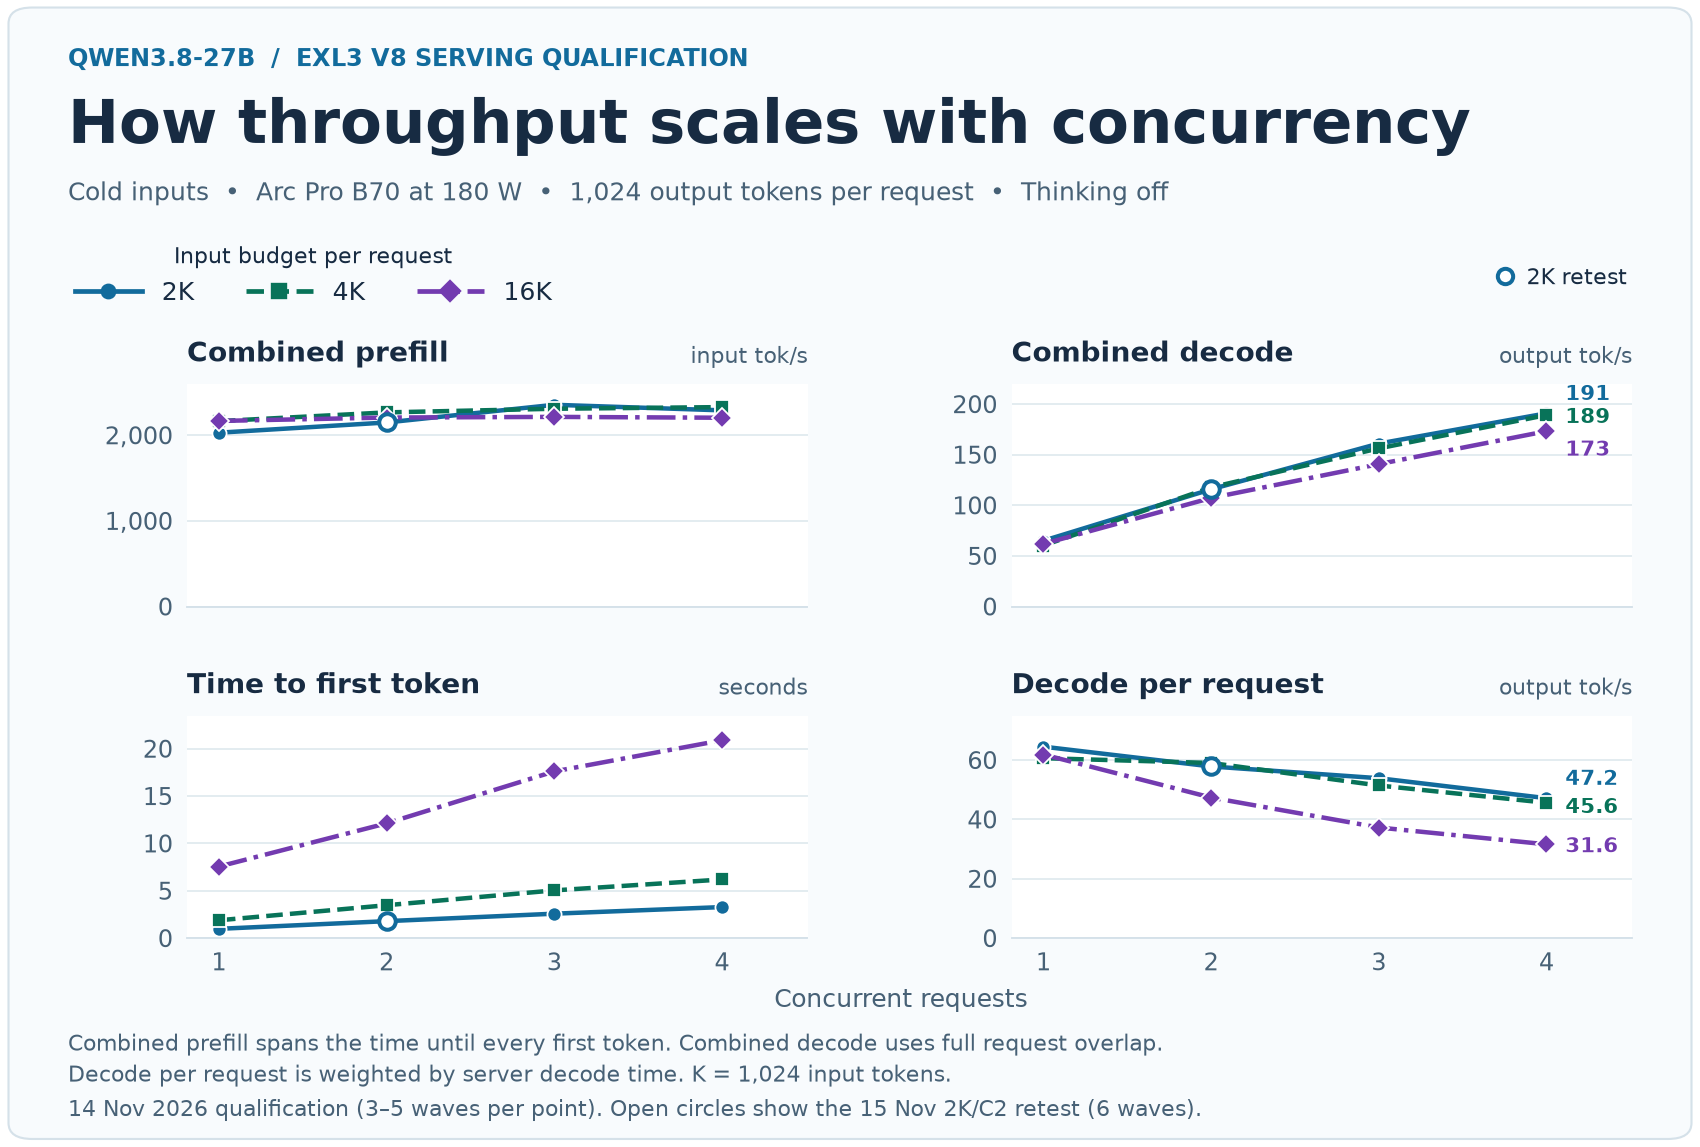 QWEN3.8-27B / EXL3 V8 SERVING QUALIFICATION
How throughput scales with concurrency
Cold inputs • Arc Pro B70 at 180 W • 1,024 output tokens per request • Thinking off
Input budget per request
2K 4K 16K
2K retest
Combined prefill input tok/s
2,000
1,000
0
Combined decode output tok/s
200
150
100
50
0
191
189
173
Time to first token seconds
20
15
10
5
0
1 2 3 4
Decode per request output tok/s
60
40
20
0
47.2
45.6
31.6
1 2 3 4
Concurrent requests
Combined prefill spans the time until every first token. Combined decode uses full request overlap.
Decode per request is weighted by server decode time. K = 1,024 input tokens.
14 Nov 2026 qualification (3–5 waves per point). Open circles show the 15 Nov 2K/C2 retest (6 waves).